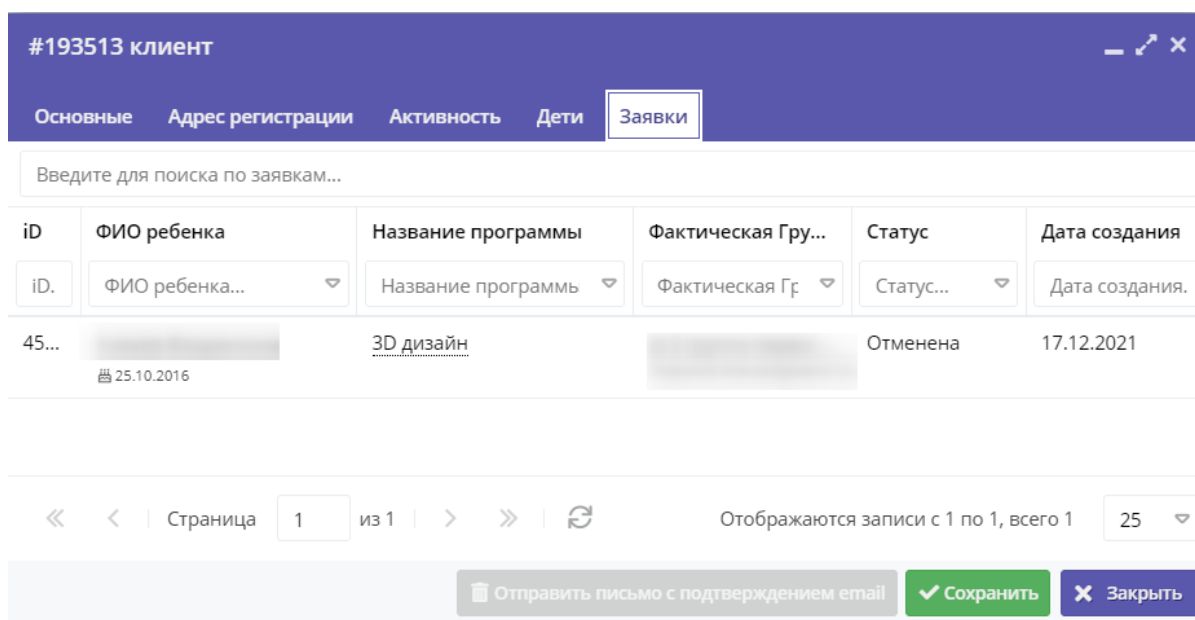 #193513 клиент
Основные Адрес регистрации Активность Дети Заявки
Введите для поиска по заявкам...
iD ФИО ребенка Название программы Фактическая Гру... Статус Дата создания
iD. ФИО ребенка... Название программы Фактическая Гр Статус... Дата создания.
45... 3D дизайн Отменена 17.12.2021
25.10.2016
Страница 1 из 1 Отображаются записи с 1 по 1, всего 1 25
Отправить письмо с подтверждением email Сохранить Закрыть